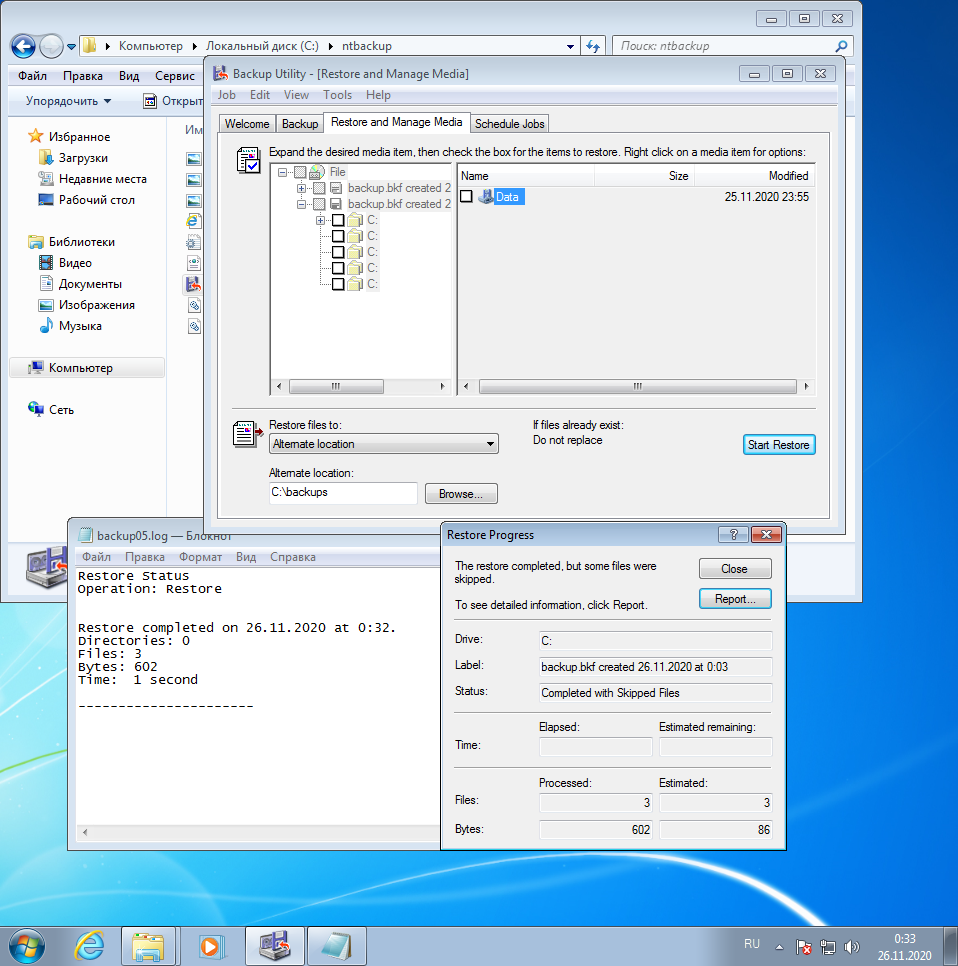 Компьютер
Локальный диск (C:)
ntbackup
Поиск: ntbackup
Файл Правка Вид Сервис
Упорядочить
Открыт
Избранное
Загрузки
Недавние места
Рабочий стол
Библиотеки
Видео
Документы
Изображения
Музыка
Компьютер
Сеть
Им
Backup Utility - [Restore and Manage Media]
Job Edit View Tools Help
Welcome Backup Restore and Manage Media Schedule Jobs
Expand the desired media item, then check the box for the items to restore. Right click on a media item for options:
File
backup.bkf created 2
backup.bkf created 2
C:
C:
C:
C:
C:
Name Size Modified
Data 25.11.2020 23:55
Restore files to:
Alternate location
Alternate location:
C:\backups
Browse...
If files already exist:
Do not replace
Start Restore
backup05.log — Блокнот
Файл Правка Формат Вид Справка
Restore Status
Operation: Restore
Restore completed on 26.11.2020 at 0:32.
Directories: 0
Files: 3
Bytes: 602
Time:  1 second
----------------------
Restore Progress
The restore completed, but some files were
skipped.
To see detailed information, click Report.
Close
Report...
Drive: C:
Label: backup.bkf created 26.11.2020 at 0:03
Status: Completed with Skipped Files
Elapsed: Estimated remaining:
Time:
Processed: Estimated:
Files: 3 3
Bytes: 602 86
RU
0:33
26.11.2020